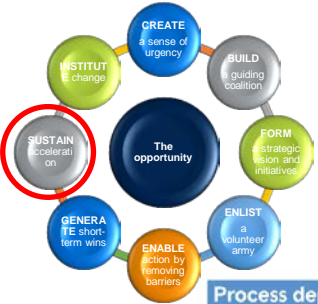 CREATE
a sense of
urgency
BUILD
a guiding
coalition
FORM
a strategic
vision and
initiatives
ENLIST
a
volunteer
army
ENABLE
action by
removing
barriers
GENERA
TE short-
term wins
SUSTAIN
accelerati
on
INSTITUT
E change
The
opportunity
Process de